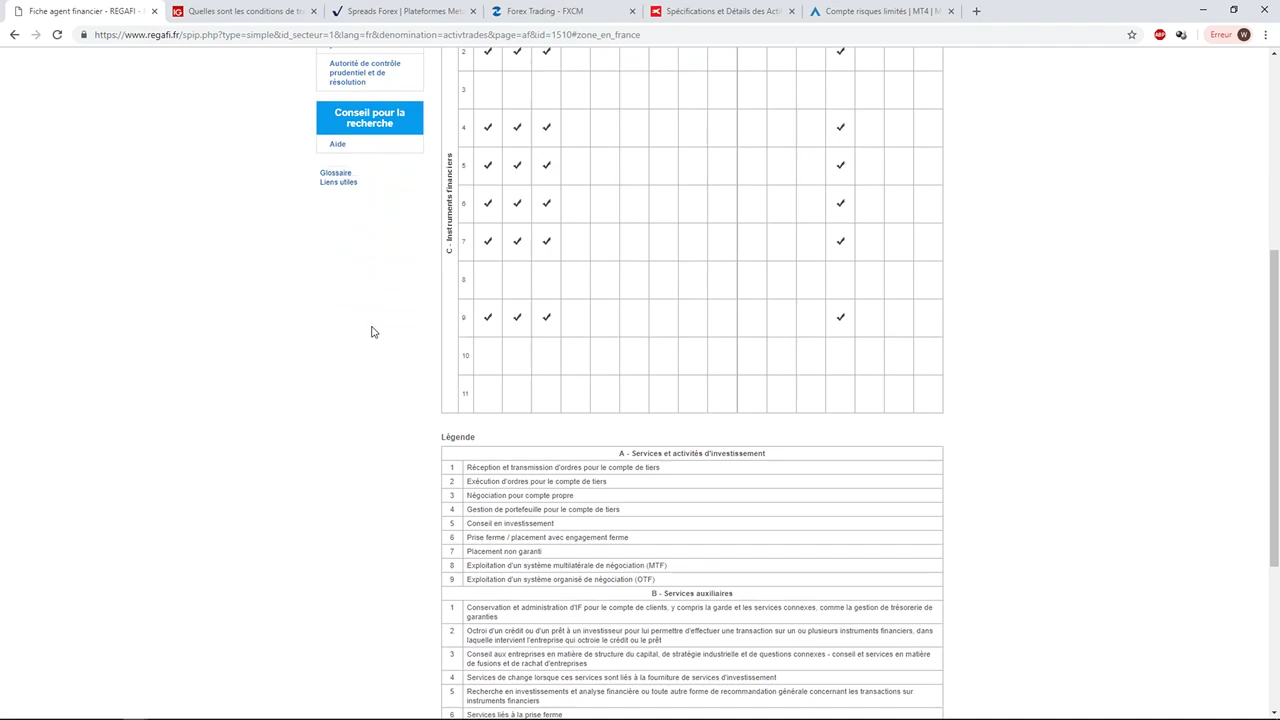 Fiche agent financier - REGAFI -
Quelles sont les conditions de tr
Spreads Forex | Plateformes Met
Forex Trading - FXCM
Spécifications et Détails des Acti
Compte risques limités | MT4 | M
https://www.regafi.fr/spip.php?type=simple&id_secteur=1&lang=fr&denomination=activtrades&page=af&id=1510#zone_en_france
ABP
Erreur
W
Autorité de contrôle
prudentiel et de
résolution
Conseil pour la
recherche
Aide
Glossaire
Liens utiles
C - Instruments financiers
2
3
4
5
6
7
8
9
10
11
Légende
A - Services et activités d'investissement
1 Réception et transmission d'ordres pour le compte de tiers
2 Exécution d'ordres pour le compte de tiers
3 Négociation pour compte propre
4 Gestion de portefeuille pour le compte de tiers
5 Conseil en investissement
6 Prise ferme / placement avec engagement ferme
7 Placement non garanti
8 Exploitation d'un système multilatérale de négociation (MTF)
9 Exploitation d'un système organisé de négociation (OTF)
B - Services auxiliaires
1 Conservation et administration d'IF pour le compte de clients, y compris la garde et les services connexes, comme la gestion de trésorerie de
garanties
2 Octroi d'un crédit ou d'un prêt à un investisseur pour lui permettre d'effectuer une transaction sur un ou plusieurs instruments financiers, dans
laquelle intervient l'entreprise qui octroie le crédit ou le prêt
3 Conseil aux entreprises en matière de structure du capital, de stratégie industrielle et de questions connexes - conseil et services en matière
de fusions et de rachat d'entreprises
4 Services de change lorsque ces services sont liés à la fourniture de services d'investissement
5 Recherche en investissements et analyse financière ou toute autre forme de recommandation générale concernant les transactions sur
instruments financiers
6 Services liés à la prise ferme